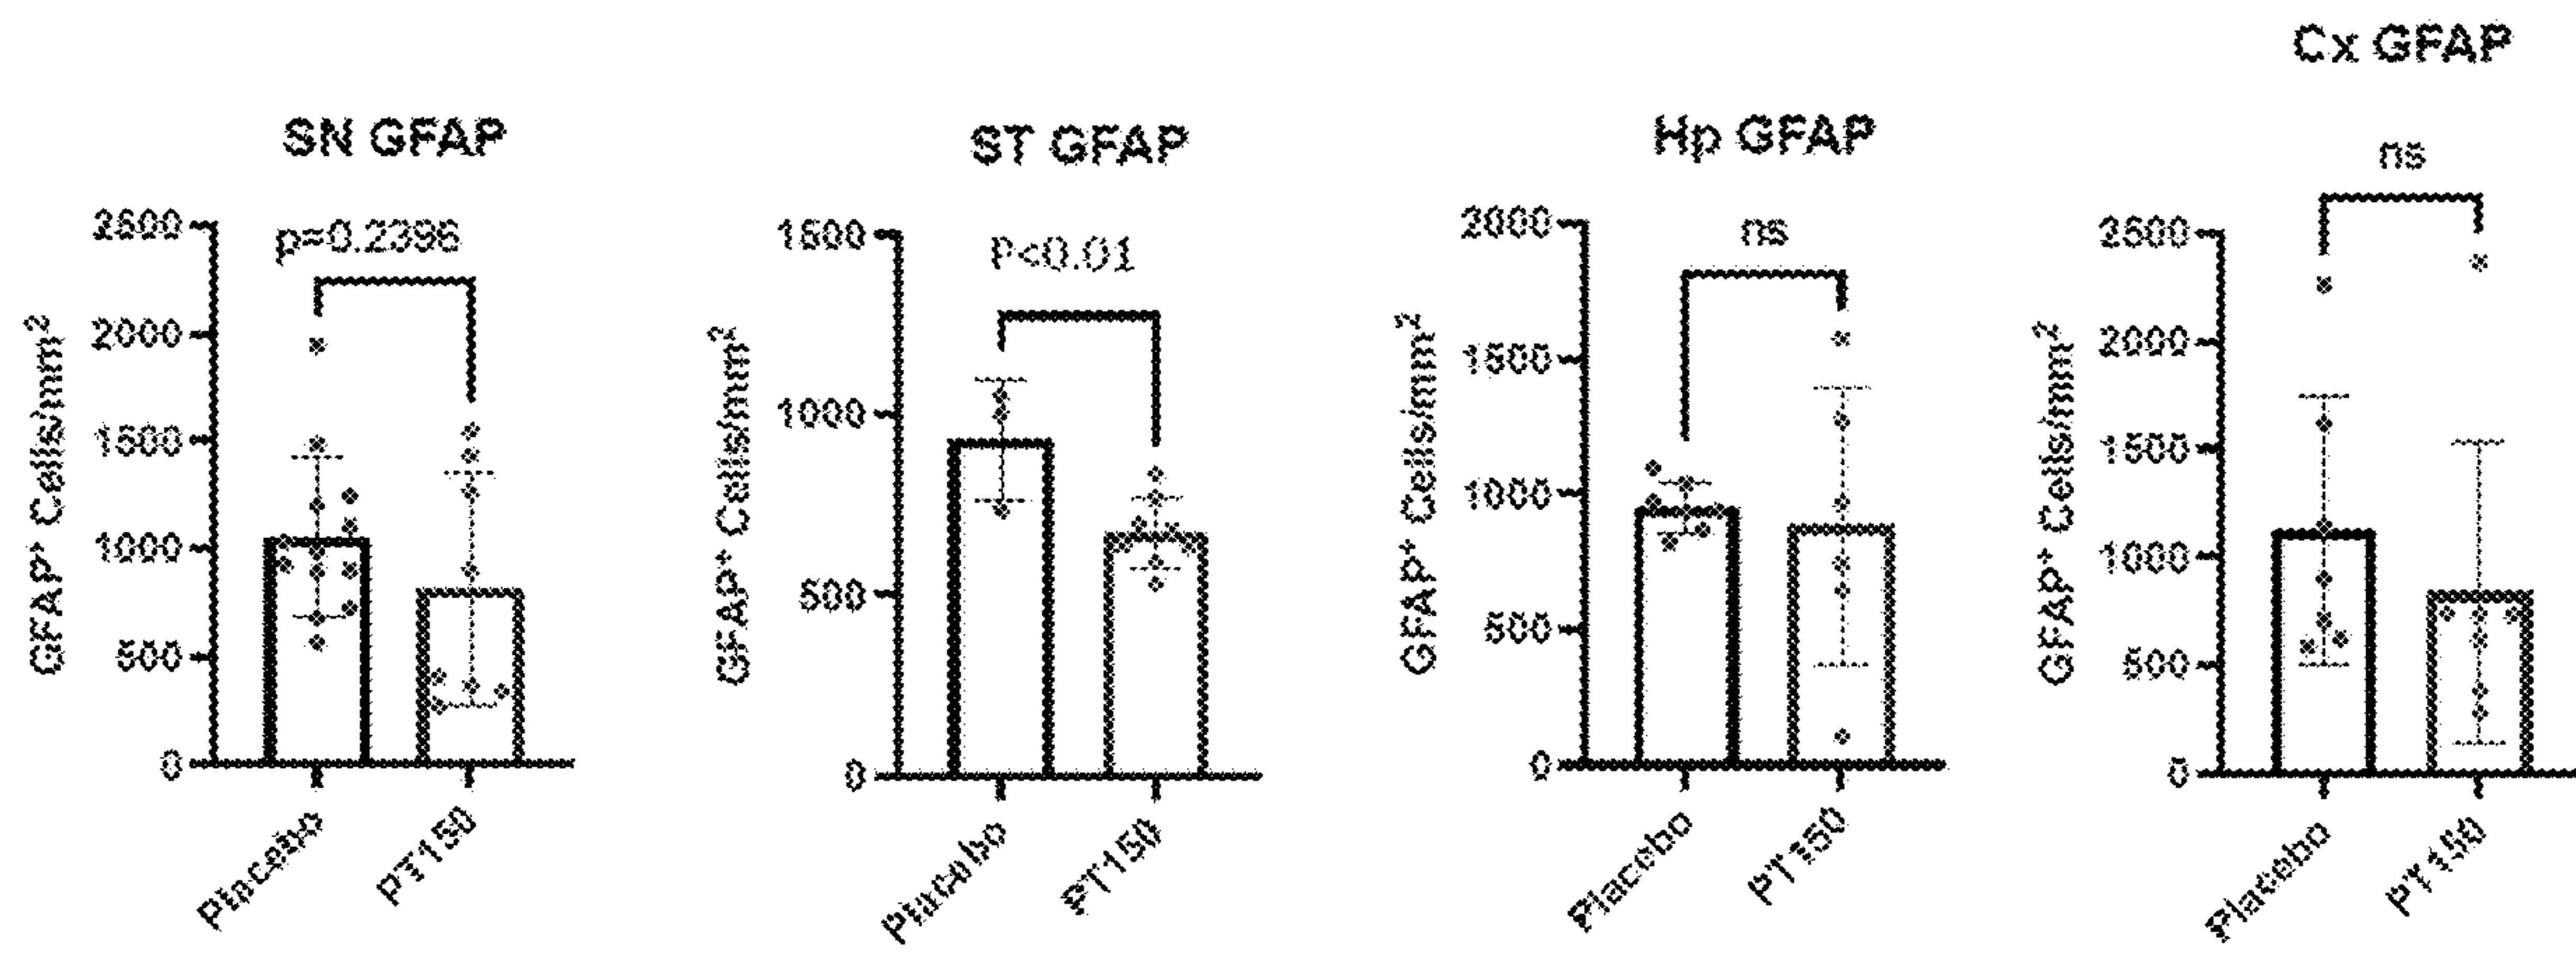 SN GFAP
p=0.2396
GFAP⁺ Cells/mm²
2500
2000
1500
1000
500
0
Placebo
PT150
ST GFAP
P<0.01
GFAP⁺ Cells/mm²
1500
1000
500
0
Placebo
PT150
Hp GFAP
ns
GFAP⁺ Cells/mm²
2000
1500
1000
500
0
Placebo
PT150
Cx GFAP
ns
GFAP⁺ Cells/mm²
2500
2000
1500
1000
500
0
Placebo
PT150